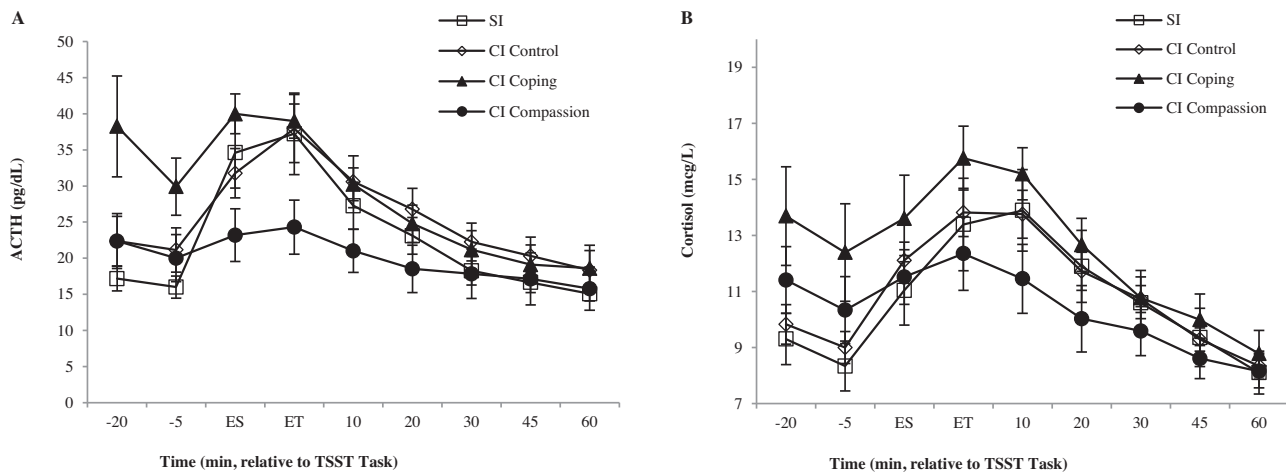 A
SI
CI Control
CI Coping
CI Compassion
ACTH (pg/dL)
50
45
40
35
30
25
20
15
10
5
0
-20 -5 ES ET 10 20 30 45 60
Time (min, relative to TSST Task)
B
SI
CI Control
CI Coping
CI Compassion
Cortisol (mcg/L)
19
17
15
13
11
9
7
-20 -5 ES ET 10 20 30 45 60
Time (min, relative to TSST Task)